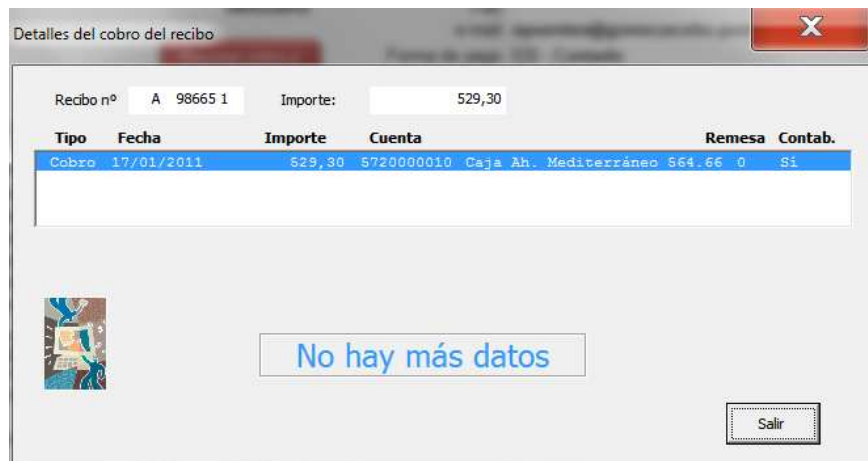 Detalles del cobro del recibo
Recibo nº A 98665 1 Importe: 529,30
Tipo Fecha Importe Cuenta Remesa Contab.
Cobro 17/01/2011 529,30 5720000010 Caja Ah. Mediterráneo 564.66 0 Sí
No hay más datos
Salir